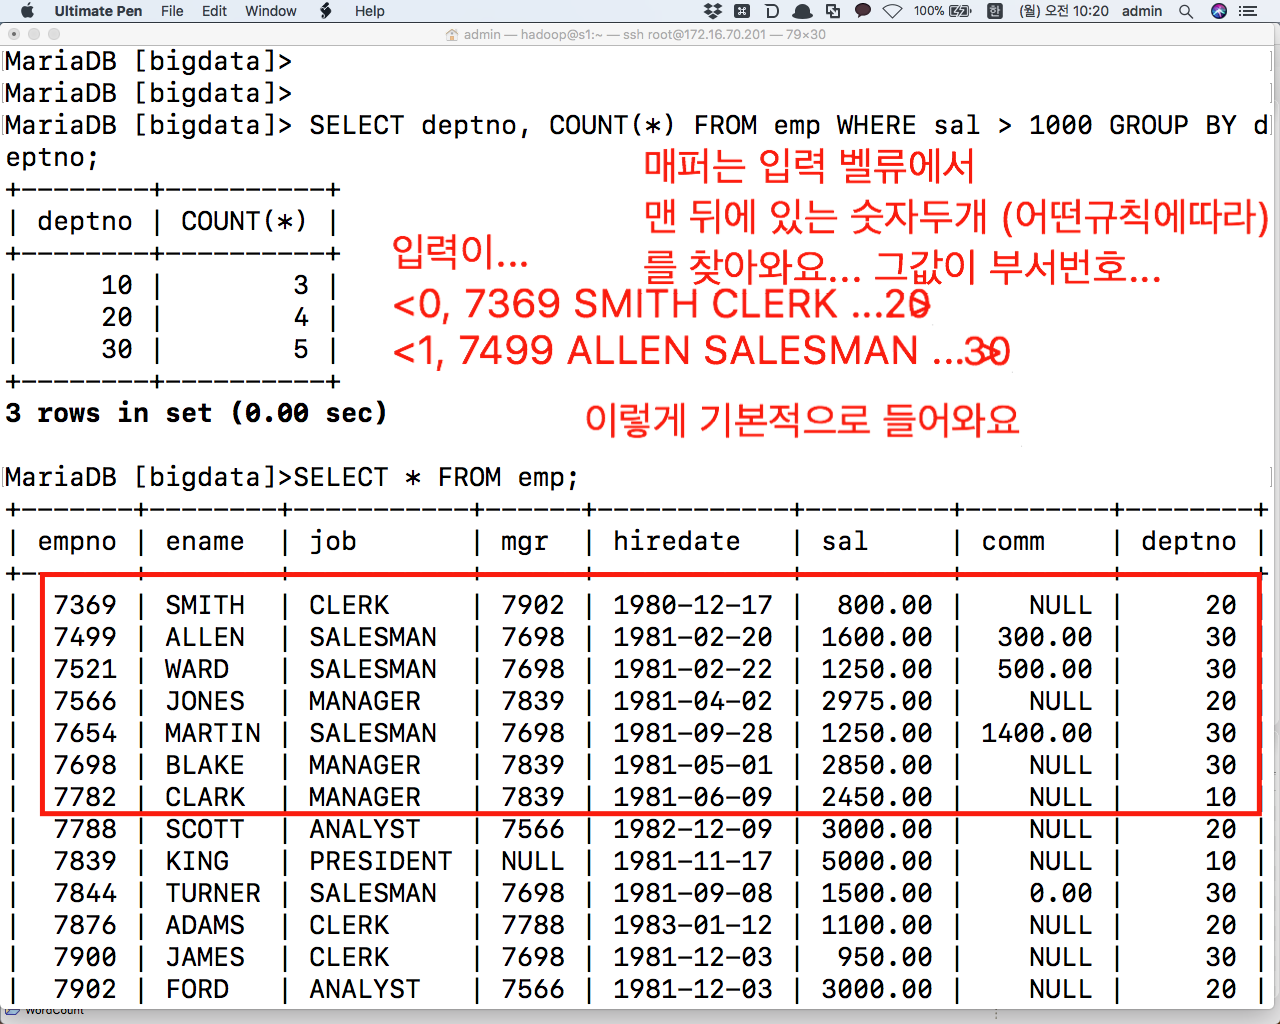 Ultimate Pen File Edit Window Help 100% 한 (월) 오전 10:20 admin
admin — hadoop@s1:~ — ssh root@172.16.70.201 — 79×30
MariaDB [bigdata]>
MariaDB [bigdata]>
MariaDB [bigdata]> SELECT deptno, COUNT(*) FROM emp WHERE sal > 1000 GROUP BY d
eptno;
매퍼는 입력 벨류에서
+--------+----------+
| deptno | COUNT(*) |
맨 뒤에 있는 숫자두개 (어떤규칙에따라)
+--------+----------+
입력이...
를 찾아와요... 그값이 부서번호...
| 10 | 3 |
<0, 7369 SMITH CLERK ...20>
| 20 | 4 |
| 30 | 5 |
<1, 7499 ALLEN SALESMAN ...30>
+--------+----------+
3 rows in set (0.00 sec)
이렇게 기본적으로 들어와요
MariaDB [bigdata]>SELECT * FROM emp;
+-------+--------+-----------+------+------------+---------+---------+--------+
| empno | ename | job | mgr | hiredate | sal | comm | deptno |
+-------+--------+-----------+------+------------+---------+---------+--------+
| 7369 | SMITH | CLERK | 7902 | 1980-12-17 | 800.00 | NULL | 20 |
| 7499 | ALLEN | SALESMAN | 7698 | 1981-02-20 | 1600.00 | 300.00 | 30 |
| 7521 | WARD | SALESMAN | 7698 | 1981-02-22 | 1250.00 | 500.00 | 30 |
| 7566 | JONES | MANAGER | 7839 | 1981-04-02 | 2975.00 | NULL | 20 |
| 7654 | MARTIN | SALESMAN | 7698 | 1981-09-28 | 1250.00 | 1400.00 | 30 |
| 7698 | BLAKE | MANAGER | 7839 | 1981-05-01 | 2850.00 | NULL | 30 |
| 7782 | CLARK | MANAGER | 7839 | 1981-06-09 | 2450.00 | NULL | 10 |
| 7788 | SCOTT | ANALYST | 7566 | 1982-12-09 | 3000.00 | NULL | 20 |
| 7839 | KING | PRESIDENT | NULL | 1981-11-17 | 5000.00 | NULL | 10 |
| 7844 | TURNER | SALESMAN | 7698 | 1981-09-08 | 1500.00 | 0.00 | 30 |
| 7876 | ADAMS | CLERK | 7788 | 1983-01-12 | 1100.00 | NULL | 20 |
| 7900 | JAMES | CLERK | 7698 | 1981-12-03 | 950.00 | NULL | 30 |
| 7902 | FORD | ANALYST | 7566 | 1981-12-03 | 3000.00 | NULL | 20 |
WordCount